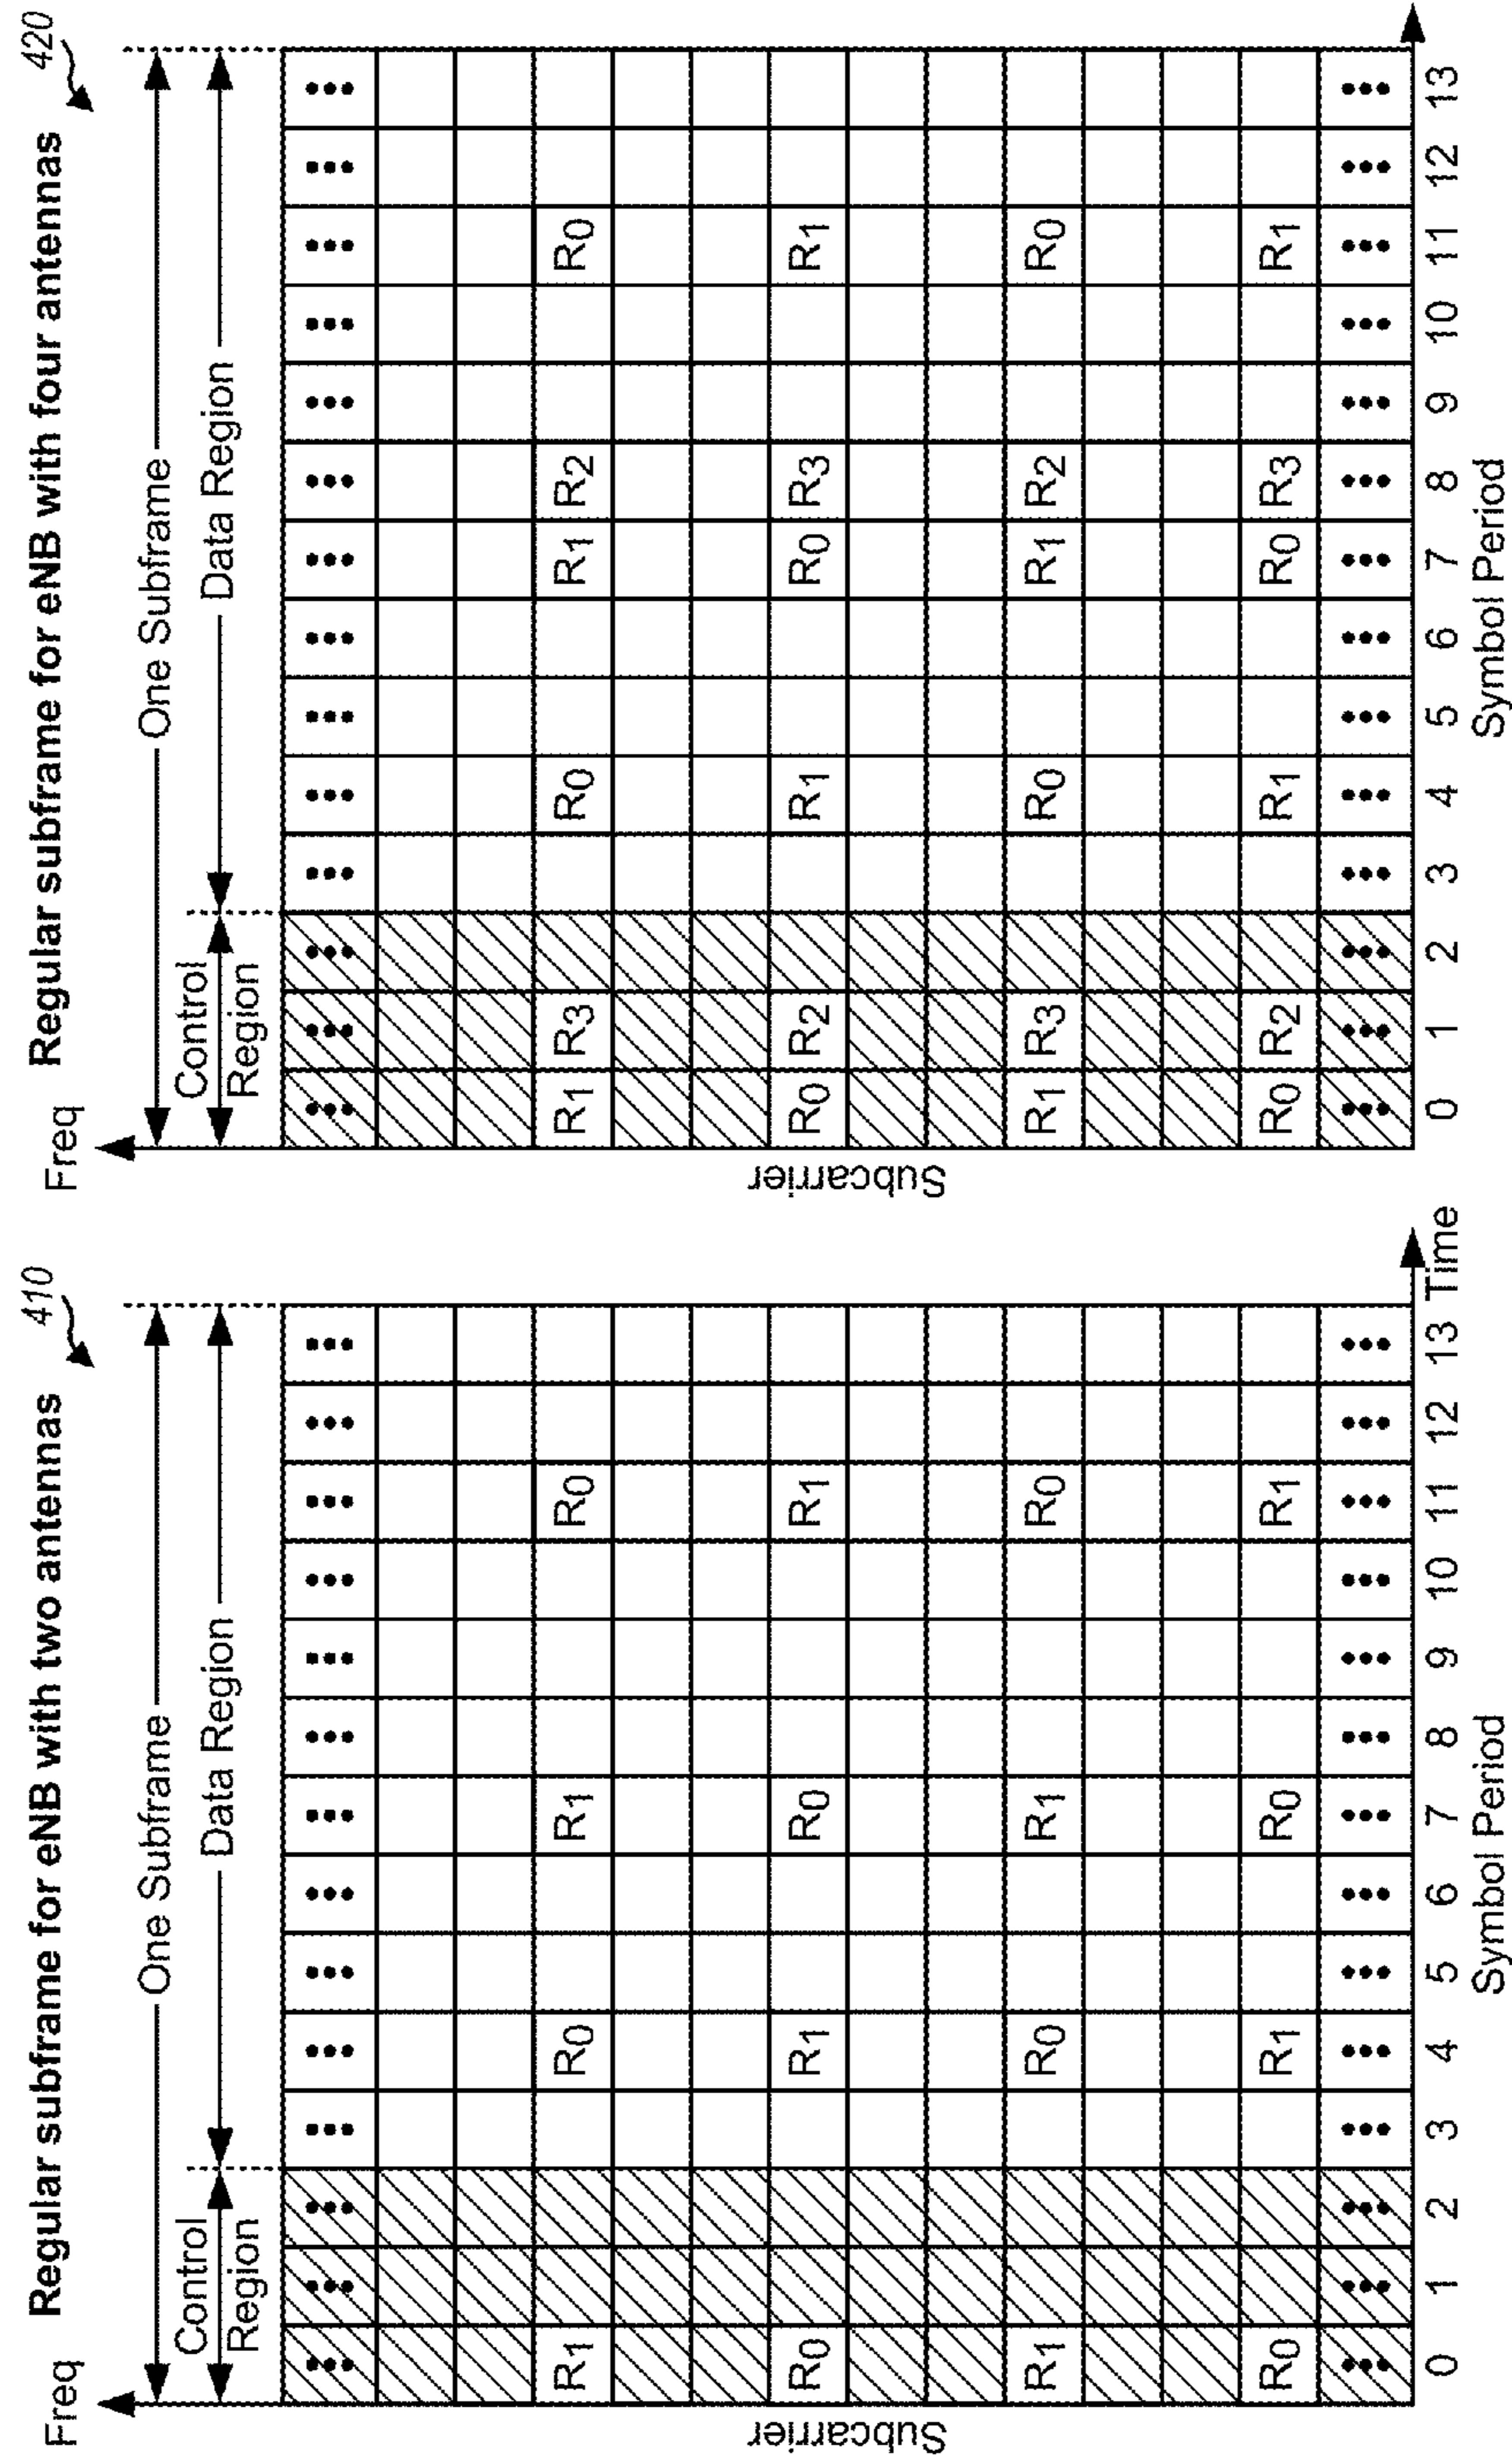 Regular subframe for eNB with two antennas
410
Freq
One Subframe
Control
Region
Data Region
Subcarrier
... ... ... ... ... ... ... ... ... ... ... ... ... ...
R1 R0 R1 R0
R0 R1 R0 R1
R1 R0 R1 R0
R0 R1 R0 R1
... ... ... ... ... ... ... ... ... ... ... ... ... ...
0 1 2 3 4 5 6 7 8 9 10 11 12 13
Time
Symbol Period
Regular subframe for eNB with four antennas
420
Freq
One Subframe
Control
Region
Data Region
Subcarrier
... ... ... ... ... ... ... ... ... ... ... ... ... ...
R1 R3 R0 R1 R2 R0
R0 R2 R1 R0 R3 R1
R1 R3 R0 R1 R2 R0
R0 R2 R1 R0 R3 R1
... ... ... ... ... ... ... ... ... ... ... ... ... ...
0 1 2 3 4 5 6 7 8 9 10 11 12 13
Symbol Period